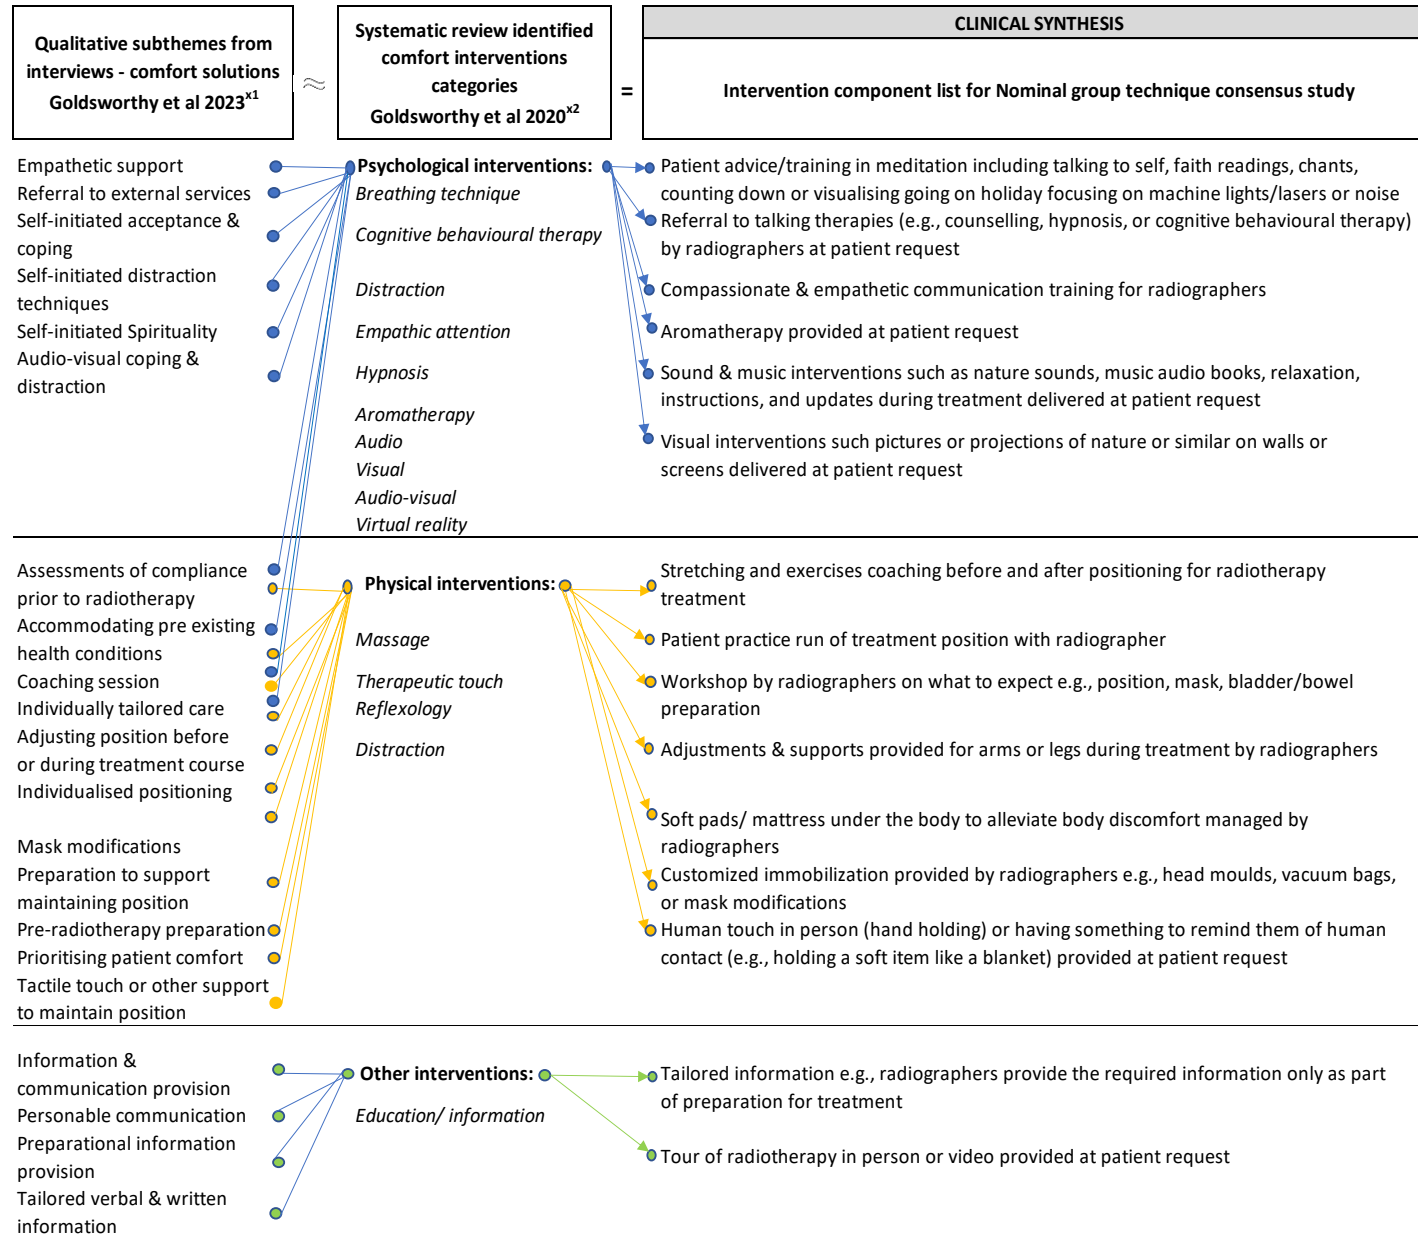 Qualitative subthemes from
interviews - comfort solutions
Goldsworthy et al 2023x1
≈
Systematic review identified
comfort interventions
categories
Goldsworthy et al 2020x2
=
CLINICAL SYNTHESIS
Intervention component list for Nominal group technique consensus study
Empathetic support
Referral to external services
Self-initiated acceptance &
coping
Self-initiated distraction
techniques
Self-initiated Spirituality
Audio-visual coping &
distraction
Psychological interventions:
Breathing technique
Cognitive behavioural therapy
Distraction
Empathic attention
Hypnosis
Aromatherapy
Audio
Visual
Audio-visual
Virtual reality
Patient advice/training in meditation including talking to self, faith readings, chants,
counting down or visualising going on holiday focusing on machine lights/lasers or noise
Referral to talking therapies (e.g., counselling, hypnosis, or cognitive behavioural therapy)
by radiographers at patient request
Compassionate & empathetic communication training for radiographers
Aromatherapy provided at patient request
Sound & music interventions such as nature sounds, music audio books, relaxation,
instructions, and updates during treatment delivered at patient request
Visual interventions such pictures or projections of nature or similar on walls or
screens delivered at patient request
Assessments of compliance
prior to radiotherapy
Accommodating pre existing
health conditions
Coaching session
Individually tailored care
Adjusting position before
or during treatment course
Individualised positioning
Mask modifications
Preparation to support
maintaining position
Pre-radiotherapy preparation
Prioritising patient comfort
Tactile touch or other support
to maintain position
Physical interventions:
Massage
Therapeutic touch
Reflexology
Distraction
Stretching and exercises coaching before and after positioning for radiotherapy
treatment
Patient practice run of treatment position with radiographer
Workshop by radiographers on what to expect e.g., position, mask, bladder/bowel
preparation
Adjustments & supports provided for arms or legs during treatment by radiographers
Soft pads/ mattress under the body to alleviate body discomfort managed by
radiographers
Customized immobilization provided by radiographers e.g., head moulds, vacuum bags,
or mask modifications
Human touch in person (hand holding) or having something to remind them of human
contact (e.g., holding a soft item like a blanket) provided at patient request
Information &
communication provision
Personable communication
Preparational information
provision
Tailored verbal & written
information
Other interventions:
Education/ information
Tailored information e.g., radiographers provide the required information only as part
of preparation for treatment
Tour of radiotherapy in person or video provided at patient request